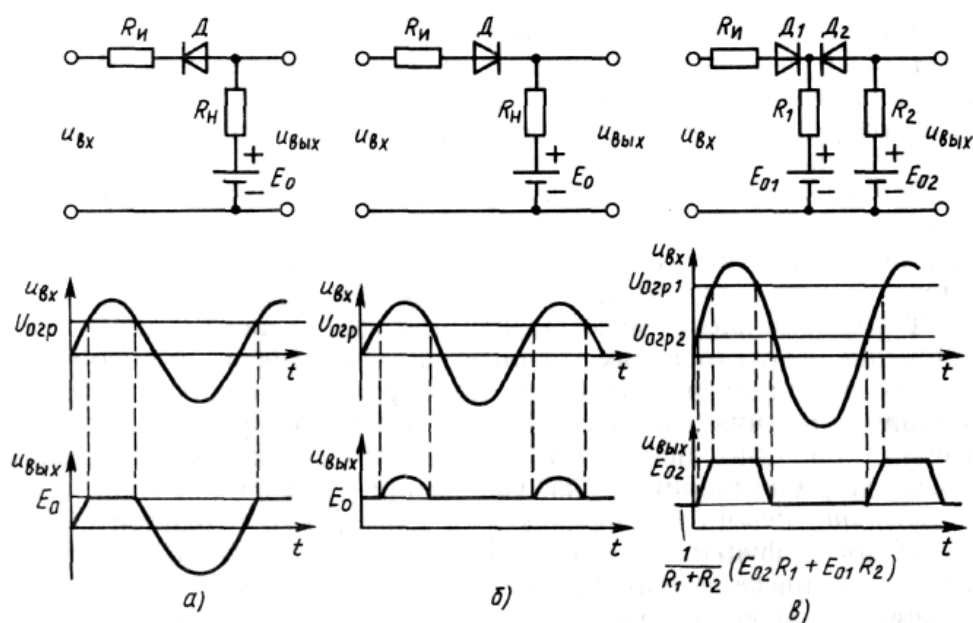 Rи Д
Rн
uвх
uвых
+
E0
−
Rи Д
Rн
uвх
uвых
+
E0
−
Rи Д1 Д2
R1 R2
uвх
uвых
+ +
E01 E02
− −
uвх
Uогр
t
uвх
Uогр
t
uвх
Uогр1
Uогр2
t
uвых
E0
t
uвых
E0
t
uвых
E02
t
1/(R1+R2) (E02R1+E01R2)
а) б) в)